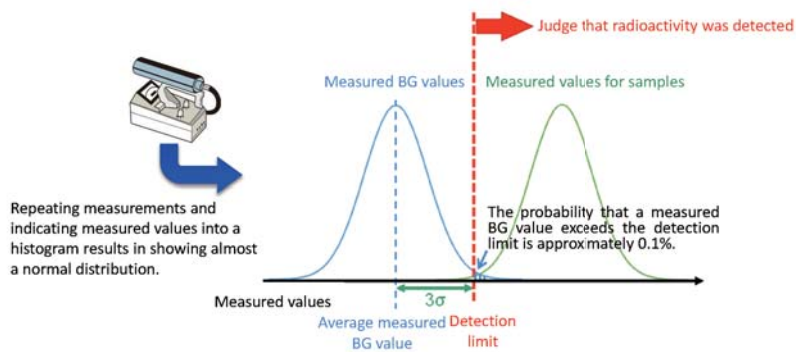 Judge that radioactivity was detected
Measured BG values
Measured values for samples
Repeating measurements and
indicating measured values into a
histogram results in showing almost
a normal distribution.
The probability that a measured
BG value exceeds the detection
limit is approximately 0.1%.
Measured values
3σ
Average measured
BG value
Detection
limit